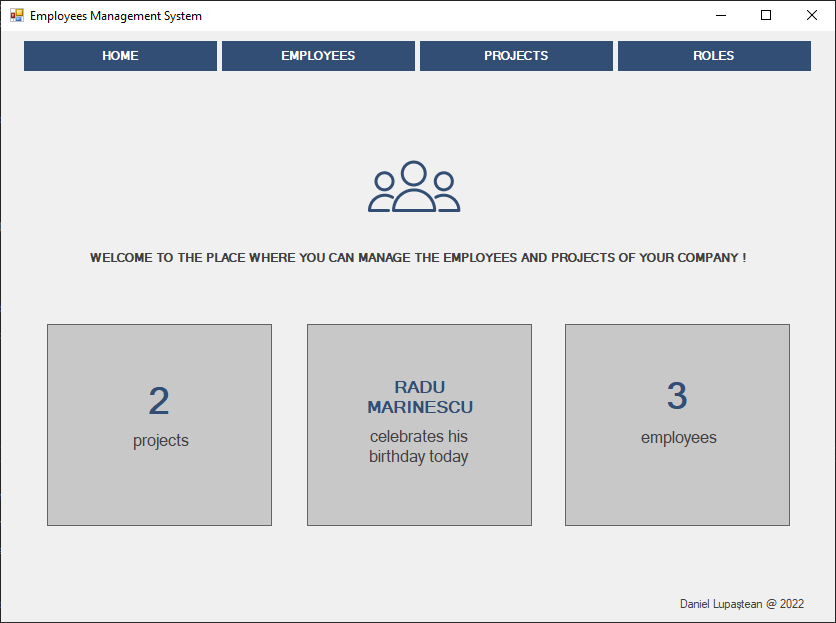 Employees Management System
HOME
EMPLOYEES
PROJECTS
ROLES
WELCOME TO THE PLACE WHERE YOU CAN MANAGE THE EMPLOYEES AND PROJECTS OF YOUR COMPANY !
2
projects
RADU
MARINESCU
celebrates his
birthday today
3
employees
Daniel Lupaștean @ 2022